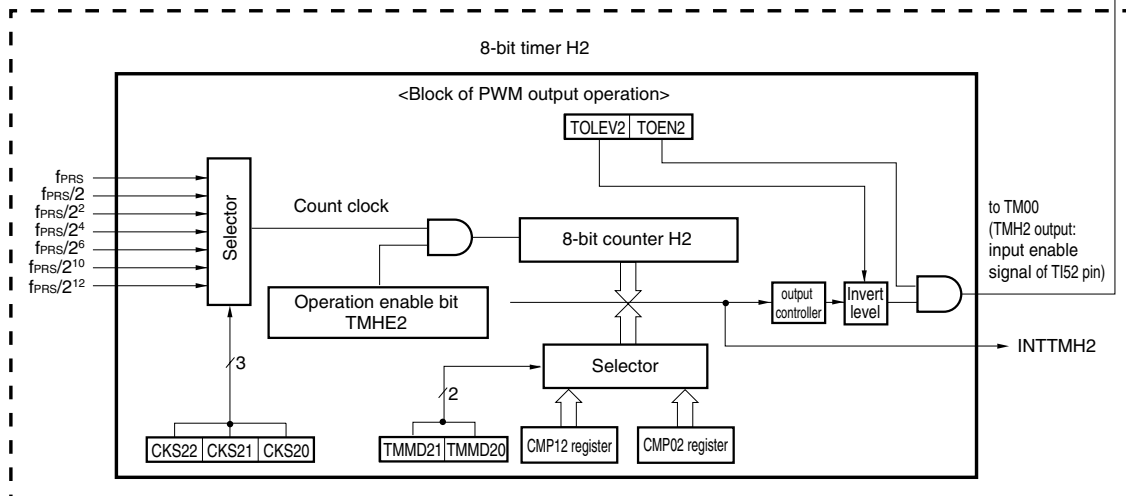 8-bit timer H2
<Block of PWM output operation>
TOLEV2 TOEN2
fPRS
fPRS/2
fPRS/2²
fPRS/2⁴
fPRS/2⁶
fPRS/2¹⁰
fPRS/2¹²
Selector
Count clock
8-bit counter H2
Operation enable bit
TMHE2
output
controller
Invert
level
to TM00
(TMH2 output:
input enable
signal of TI52 pin)
INTTMH2
3
2
Selector
CKS22 CKS21 CKS20
TMMD21 TMMD20
CMP12 register
CMP02 register